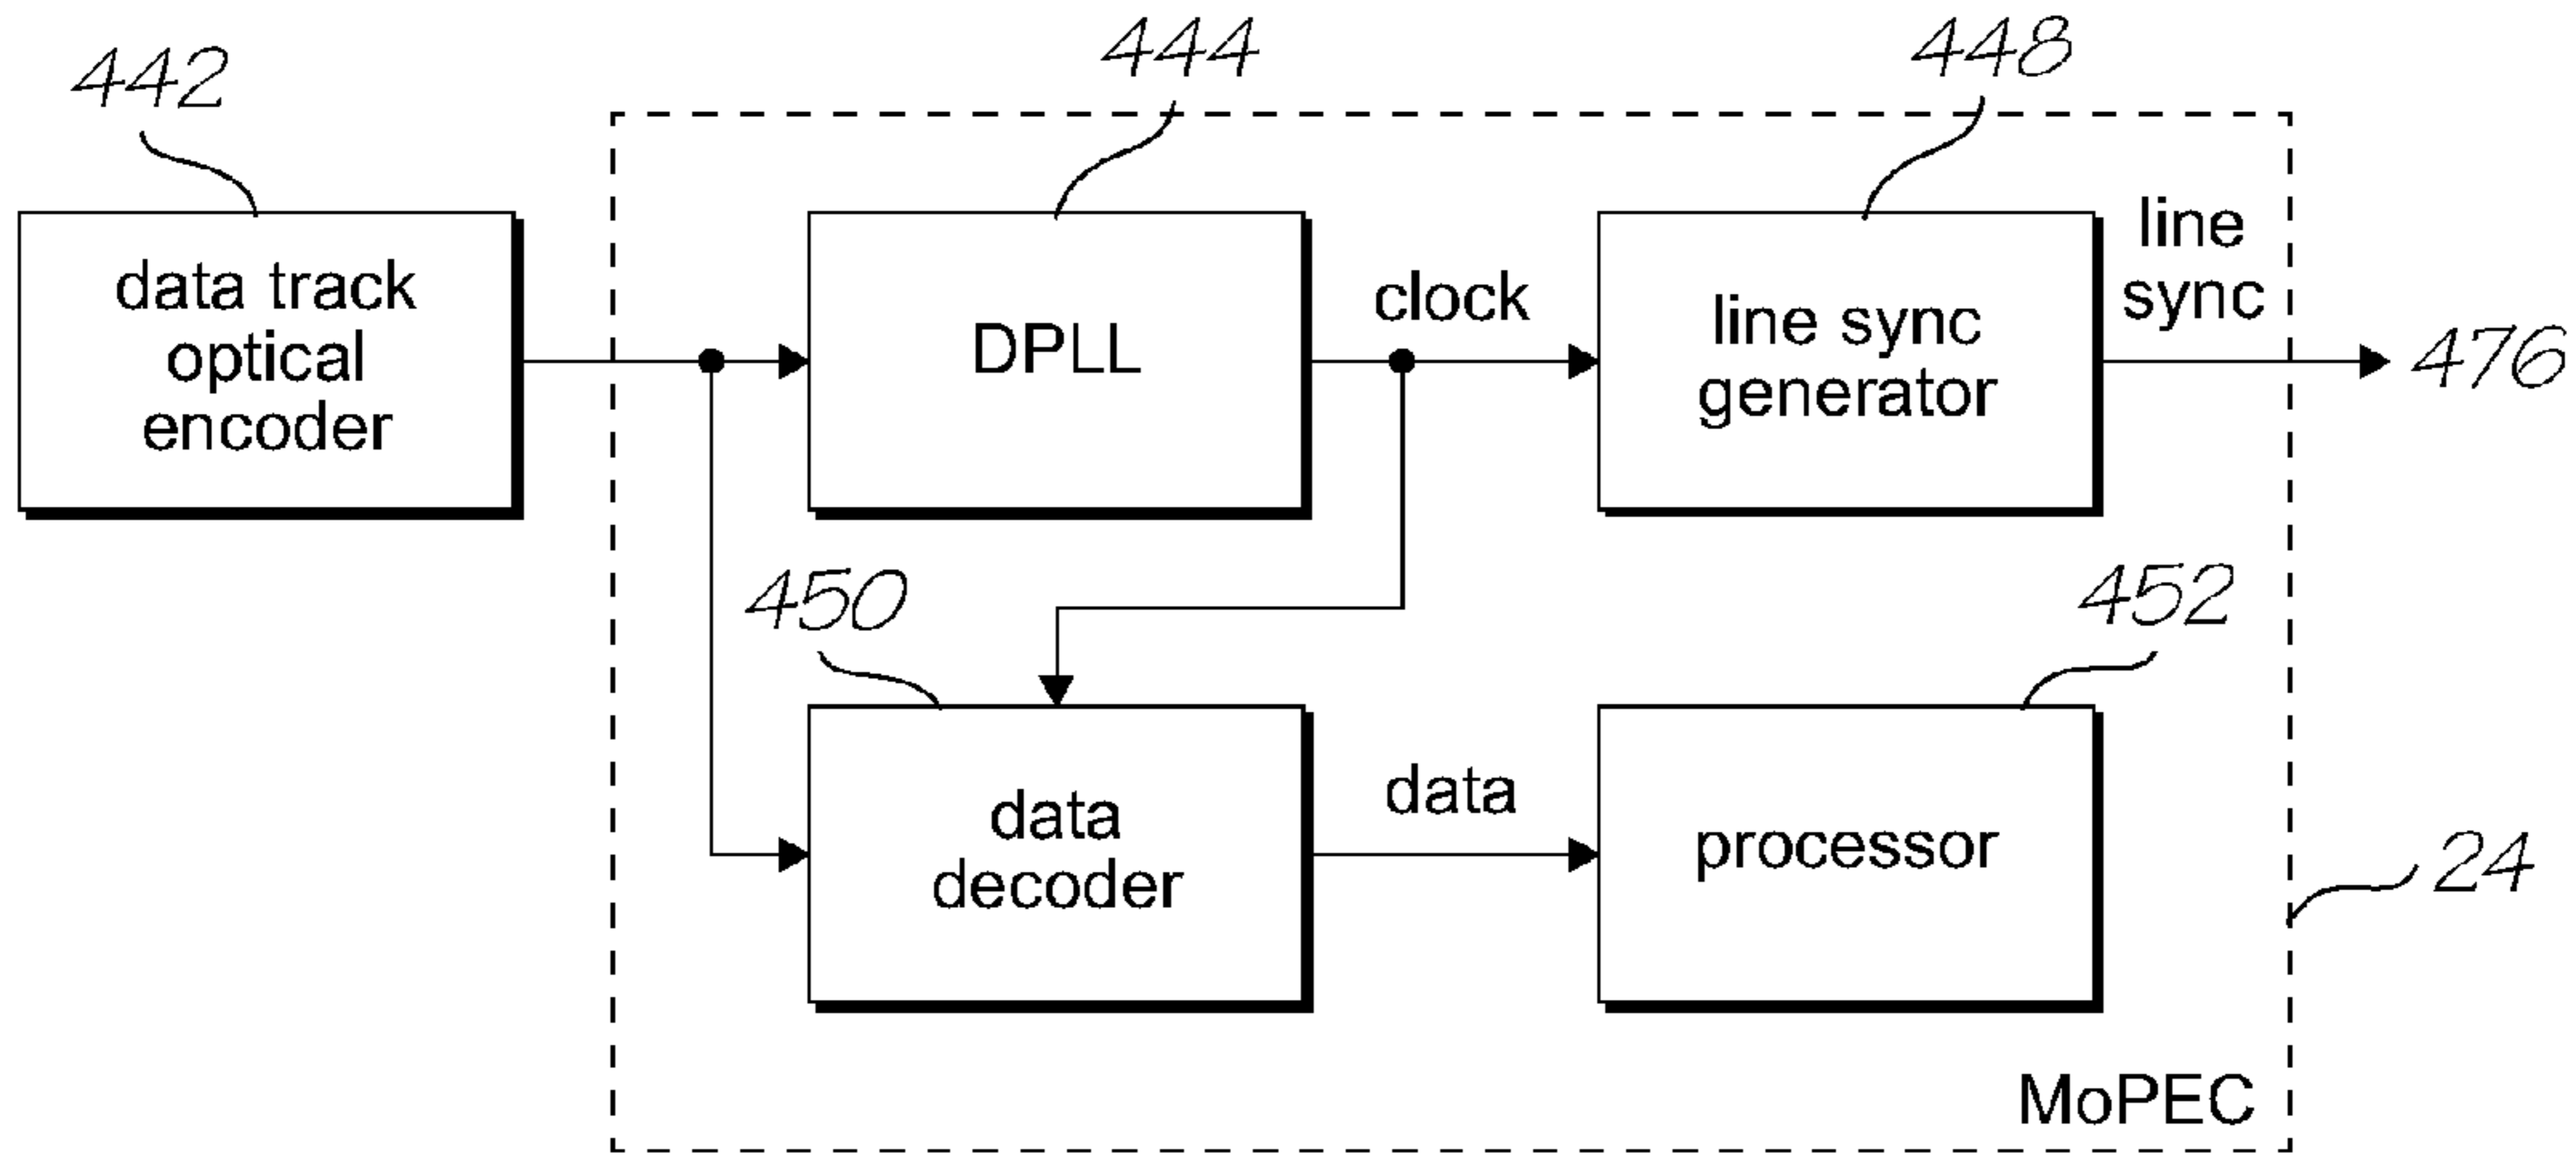 442
444
448
data track
optical
encoder
DPLL
clock
line sync
generator
line
sync
476
450
452
data
decoder
data
processor
24
MoPEC